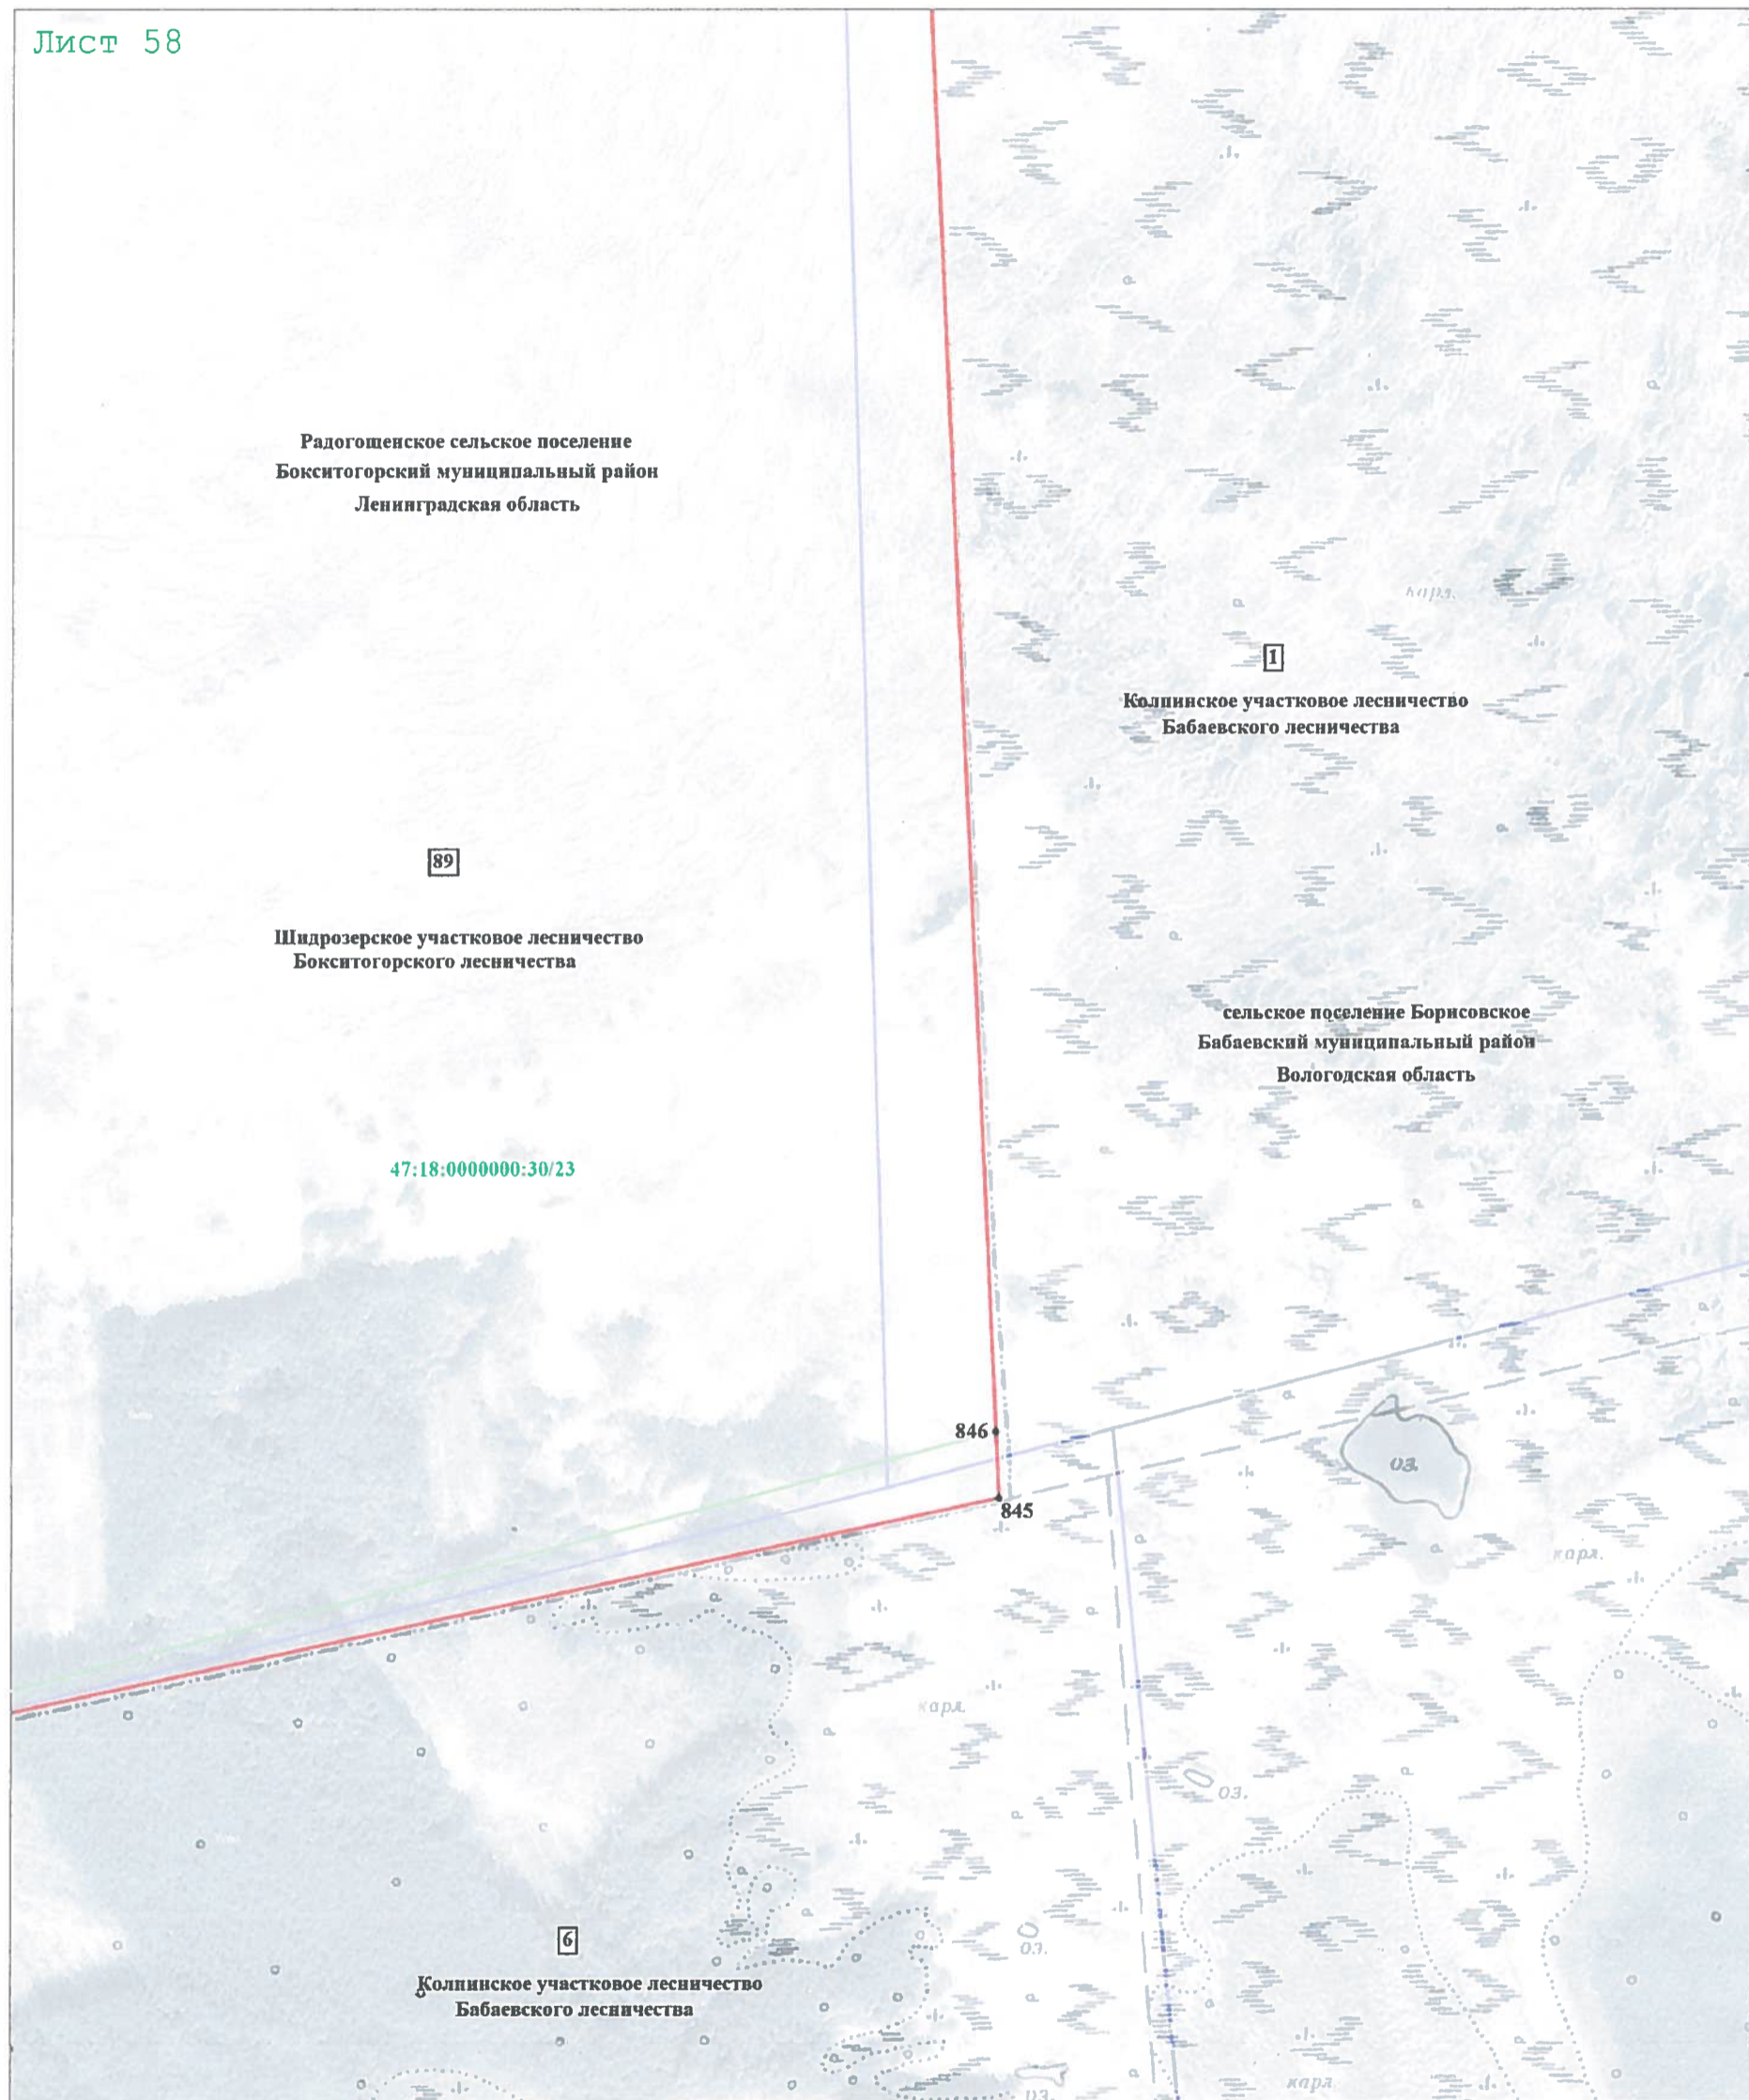 Лист 58
Радогощенское сельское поселение
Бокситогорский муниципальный район
Ленинградская область
карл.
1
Колпинское участковое лесничество
Бабаевского лесничества
89
Шидрозерское участковое лесничество
Бокситогорского лесничества
сельское поселение Борисовское
Бабаевский муниципальный район
Вологодская область
47:18:0000000:30/23
846
оз.
845
карл.
карл.
оз.
6
оз.
Колпинское участковое лесничество
Бабаевского лесничества
карл
оз.